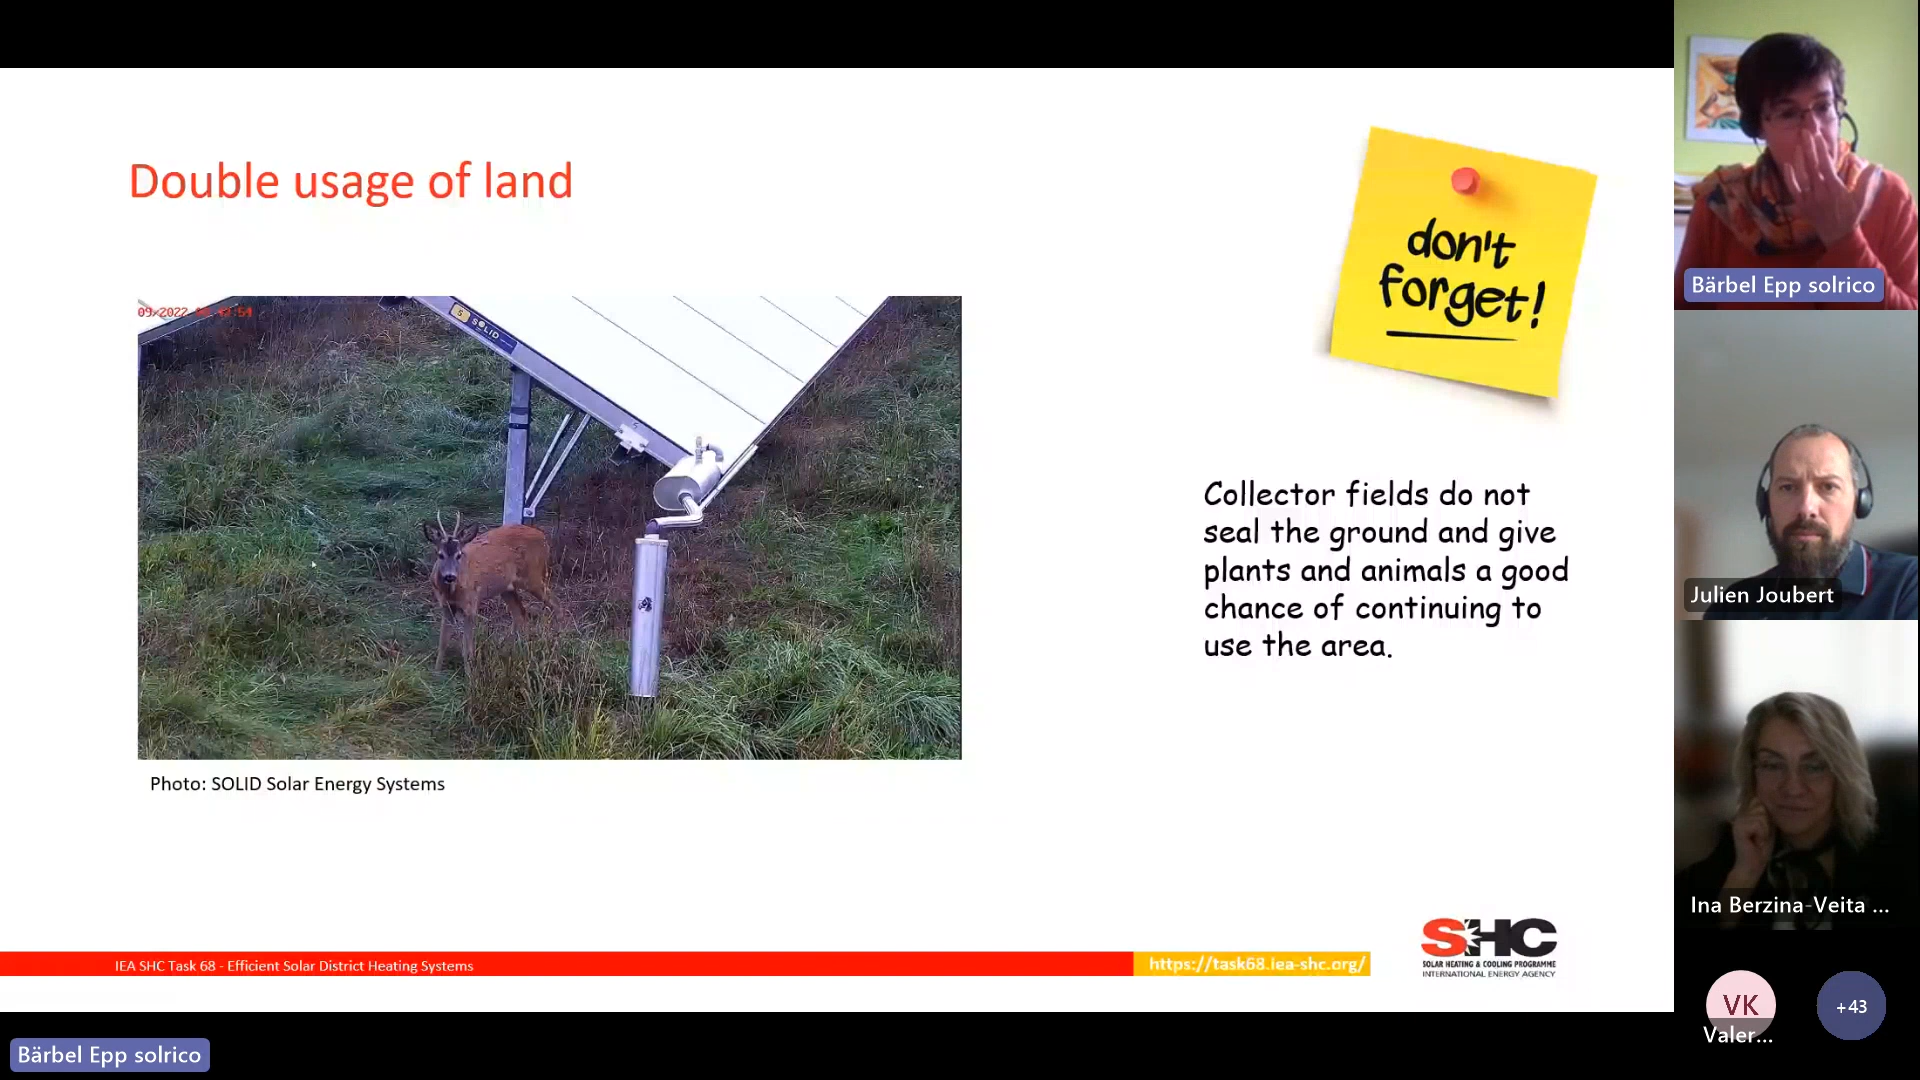 Double usage of land
don't
forget!
SOLID
Collector fields do not
seal the ground and give
plants and animals a good
chance of continuing to
use the area.
Photo: SOLID Solar Energy Systems
IEA SHC Task 68 - Efficient Solar District Heating Systems
https://task68.iea-shc.org/
SHC
SOLAR HEATING & COOLING PROGRAMME
INTERNATIONAL ENERGY AGENCY
Bärbel Epp solrico
Julien Joubert
Ina Berzina-Veita ...
VK
Valer...
+43
Bärbel Epp solrico